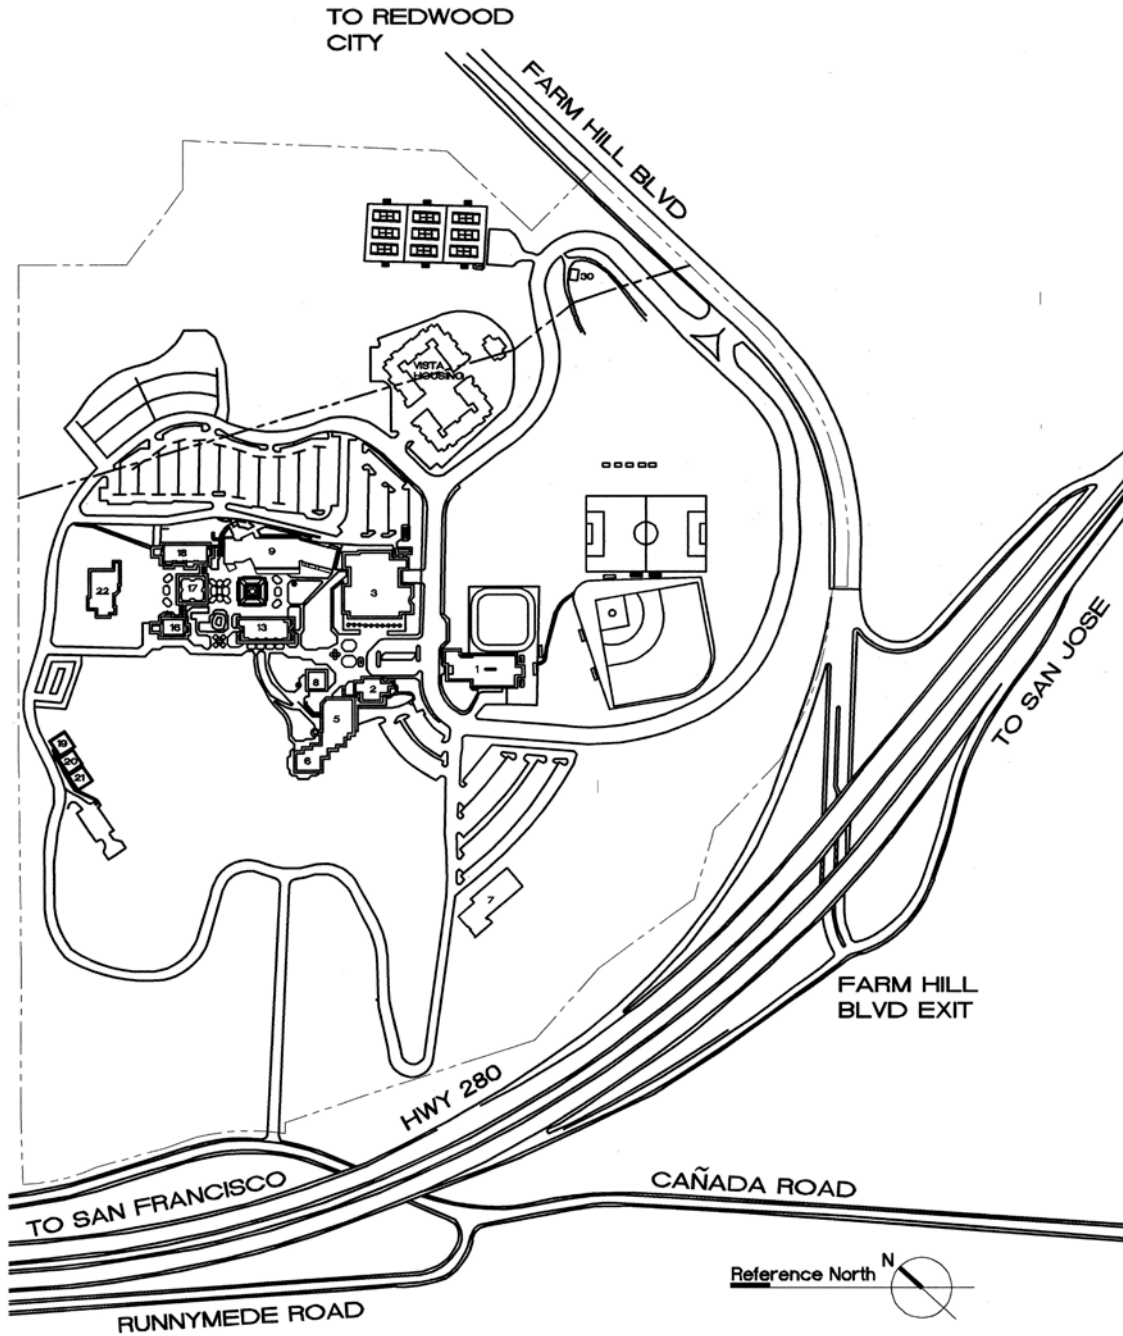 TO REDWOOD
CITY
FARM HILL BLVD
30
VISTA
HOUSING
18
9
22
17
3
16
13
1
8
2
5
6
19
20
21
7
TO SAN JOSE
FARM HILL
BLVD EXIT
HWY 280
CAÑADA ROAD
TO SAN FRANCISCO
N
Reference North
RUNNYMEDE ROAD